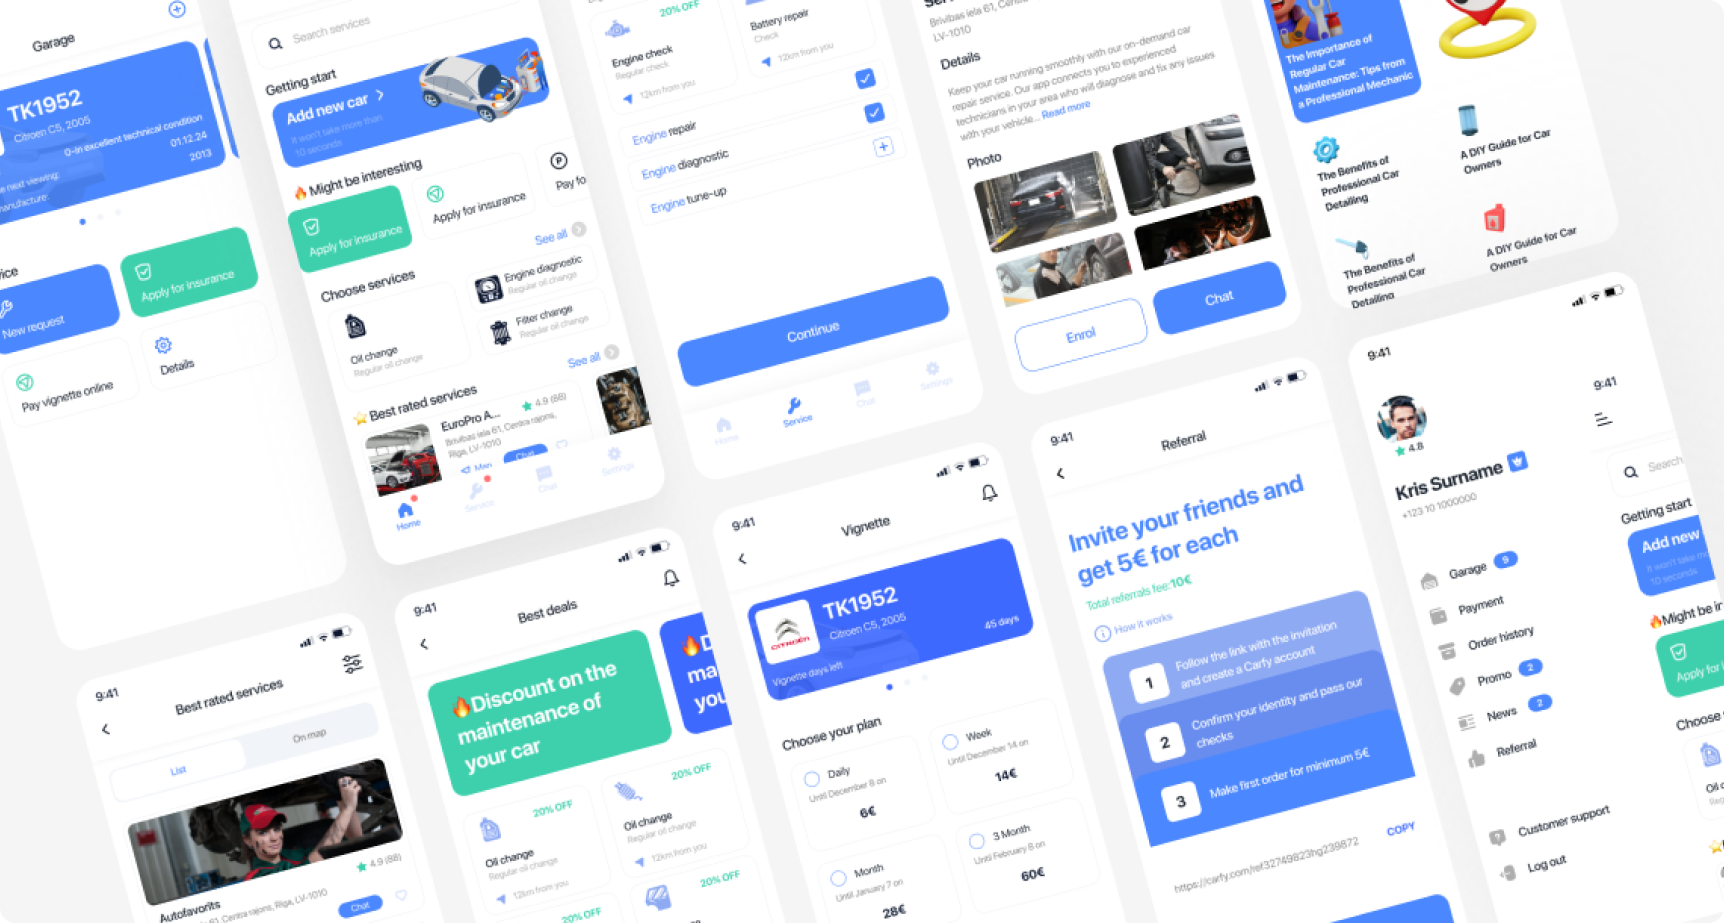 Garage
TK1952
Citroen C5, 2005
0-In excellent technical condition
01.12.24
2013
next viewing:
New request
Apply for insurance
Pay vignette online
Details
Search services
Getting start
Add new car >
It won't take more than
10 seconds
🔥Might be interesting
Apply for insurance
Apply for insurance
See all
Choose services
Oil change
Regular oil change
Engine diagnostic
Regular oil change
Filter change
Regular oil change
See all
⭐Best rated services
EuroPro A...
4.9 (88)
Brivibas iela 61, Centra rajons,
Riga, LV-1010
Chat
Home
Service
Chat
Settings
20% OFF
Engine check
Regular check
12km from you
Battery repair
Check
12km from you
Engine repair
Engine diagnostic
Engine tune-up
Continue
Home
Service
Chat
Settings
LV-1010
Details
Keep your car running smoothly with our on-demand car
repair service. Our app connects you to experienced
technicians in your area who will diagnose and fix any issues
with your vehicle... Read more
Photo
Enrol
Chat
The Importance of
Regular Car
Maintenance: Tips from
a Professional Mechanic
The Benefits of
Professional Car
Detailing
A DIY Guide for Car
Owners
The Benefits of
Professional Car
Detailing
A DIY Guide for Car
Owners
9:41
Best rated services
List
On map
4.9 (88)
Autofavorits
61, Centra rajons, Riga, LV-1010
Chat
9:41
Best deals
🔥Discount on the
maintenance of
your car
20% OFF
Oil change
Regular oil change
12km from you
20% OFF
Oil change
Regular oil change
12km from you
20% OFF
20% OFF
9:41
Vignette
CITROËN
TK1952
Citroen C5, 2005
Vignette days left
45 days
Choose your plan
Daily
Until December 8 on
6€
Week
Until December 14 on
14€
Month
Until January 7 on
28€
3 Month
Until February 8 on
60€
9:41
Referral
Invite your friends and
get 5€ for each
Total referrals fee:10€
How it works
1
Follow the link with the invitation
and create a Carfy account
2
Confirm your identity and pass our
checks
3
Make first order for minimum 5€
COPY
https://carfy.com/ref32749823hg239872
9:41
4.8
Kris Surname
+123 10 1000000
Garage 9
Payment
Order history
Promo 2
News 2
Referral
Customer support
Log out
9:41
Search
Getting start
Add new
10 seconds
🔥Might be in
Apply for
Choose